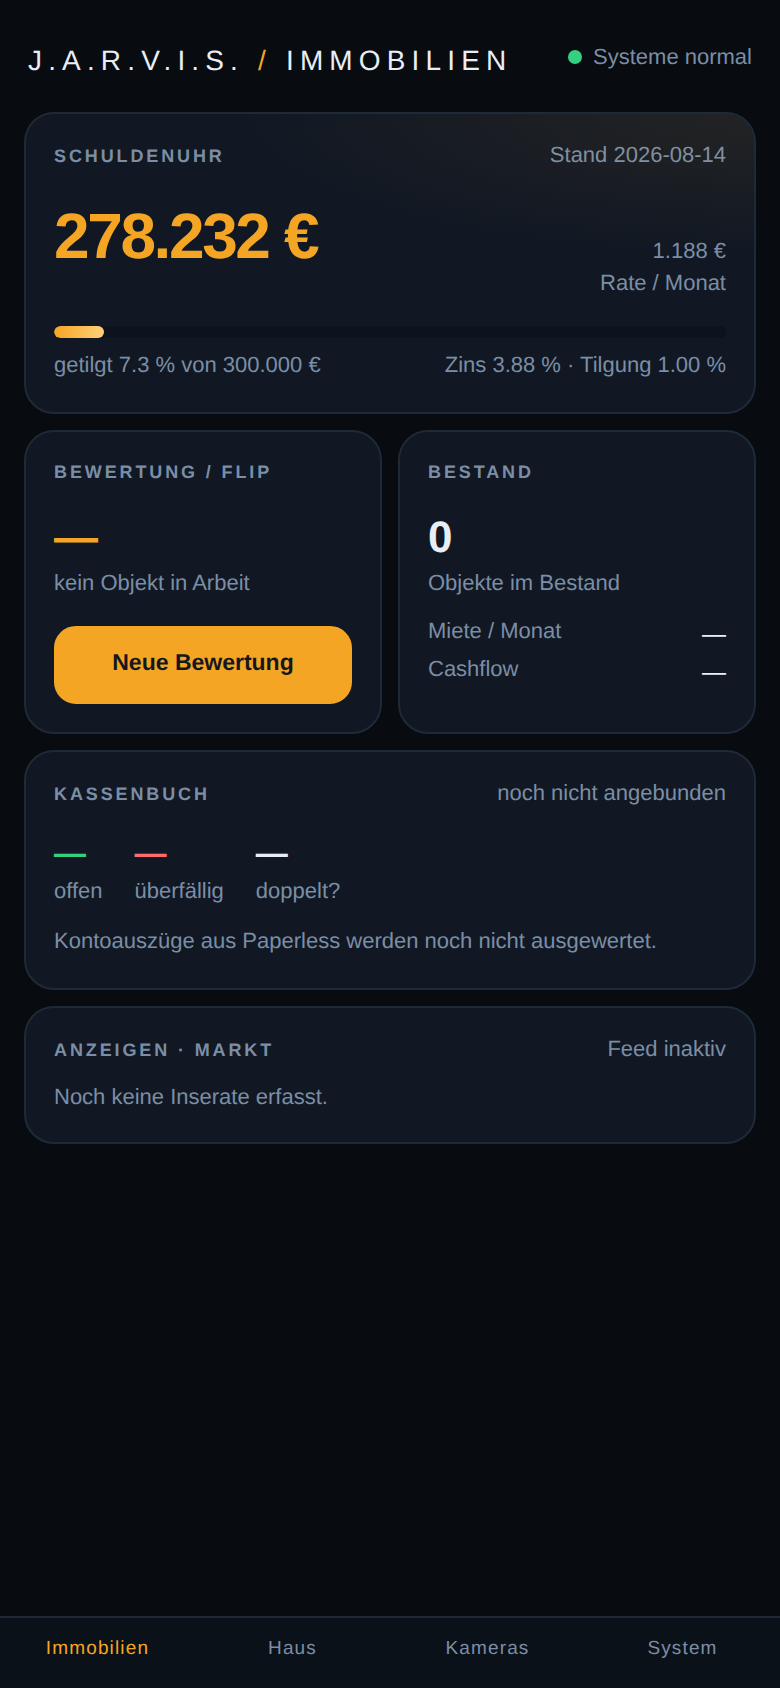 J.A.R.V.I.S. / IMMOBILIEN
Systeme normal
SCHULDENUHR
Stand 2026-08-14
278.232 €
1.188 €
Rate / Monat
getilgt 7.3 % von 300.000 €
Zins 3.88 % · Tilgung 1.00 %
BEWERTUNG / FLIP
—
kein Objekt in Arbeit
Neue Bewertung
BESTAND
0
Objekte im Bestand
Miete / Monat —
Cashflow —
KASSENBUCH
noch nicht angebunden
— — —
offen überfällig doppelt?
Kontoauszüge aus Paperless werden noch nicht ausgewertet.
ANZEIGEN · MARKT
Feed inaktiv
Noch keine Inserate erfasst.
Immobilien Haus Kameras System